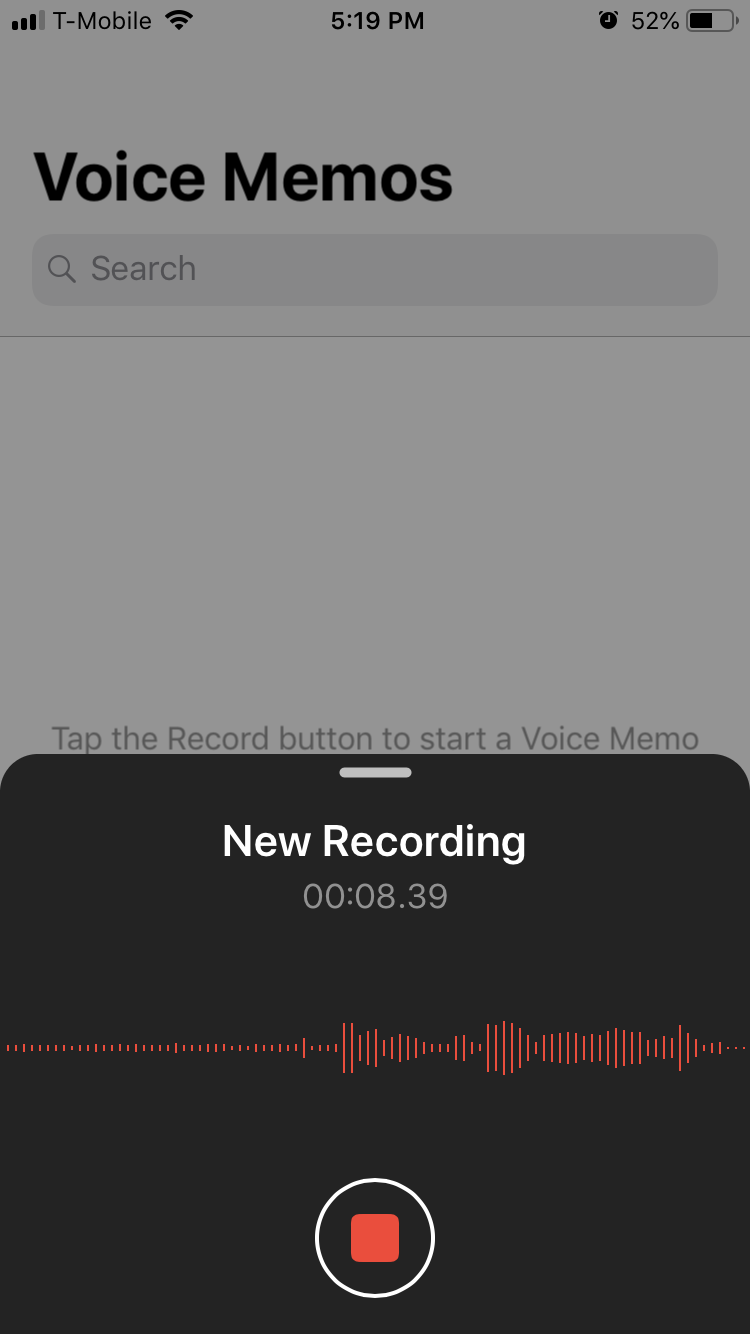 T-Mobile 5:19 PM 52%
Voice Memos
Search
Tap the Record button to start a Voice Memo
New Recording
00:08.39